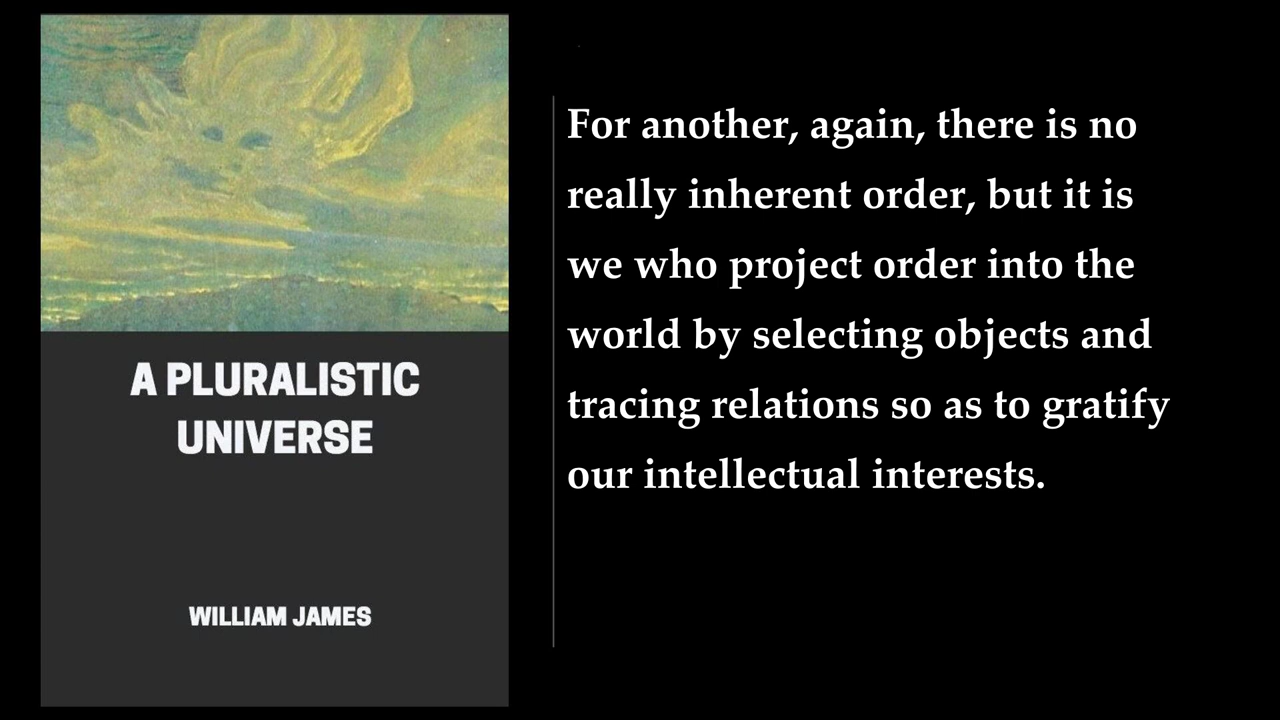 A PLURALISTIC
UNIVERSE
WILLIAM JAMES
For another, again, there is no
really inherent order, but it is
we who project order into the
world by selecting objects and
tracing relations so as to gratify
our intellectual interests.